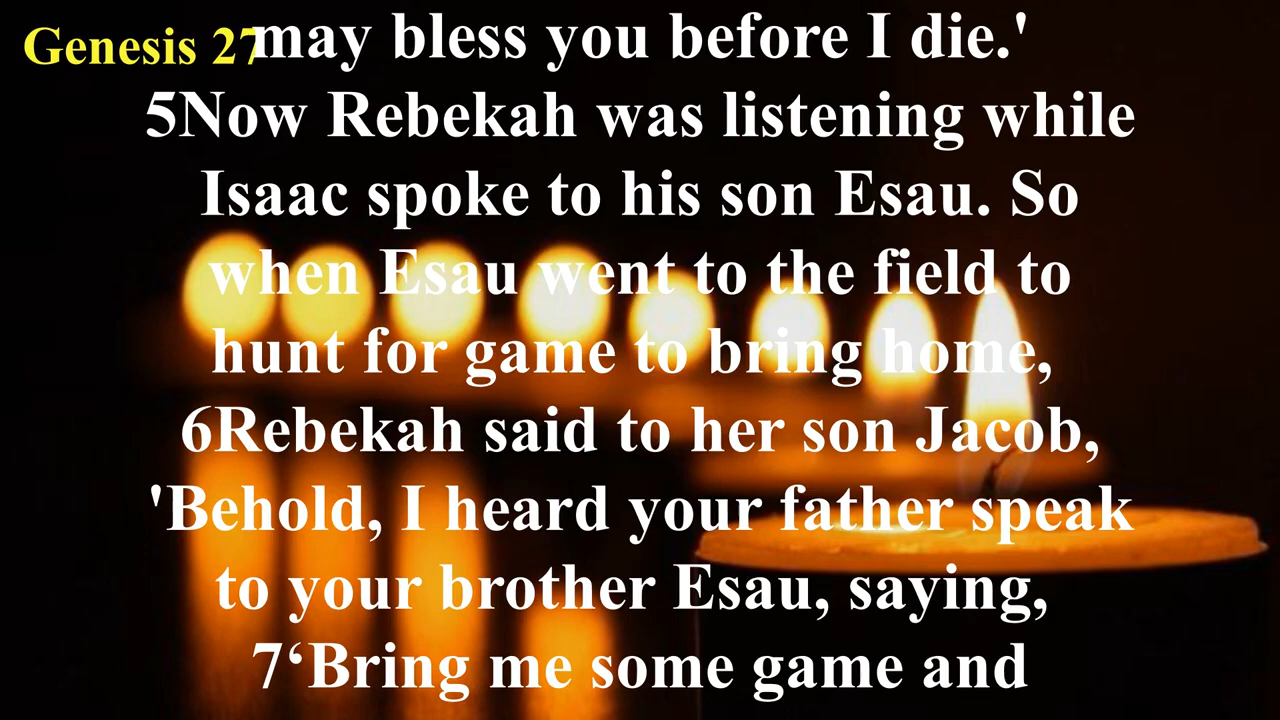 Genesis 27
may bless you before I die.'
5Now Rebekah was listening while
Isaac spoke to his son Esau. So
when Esau went to the field to
hunt for game to bring home,
6Rebekah said to her son Jacob,
'Behold, I heard your father speak
to your brother Esau, saying,
7‘Bring me some game and